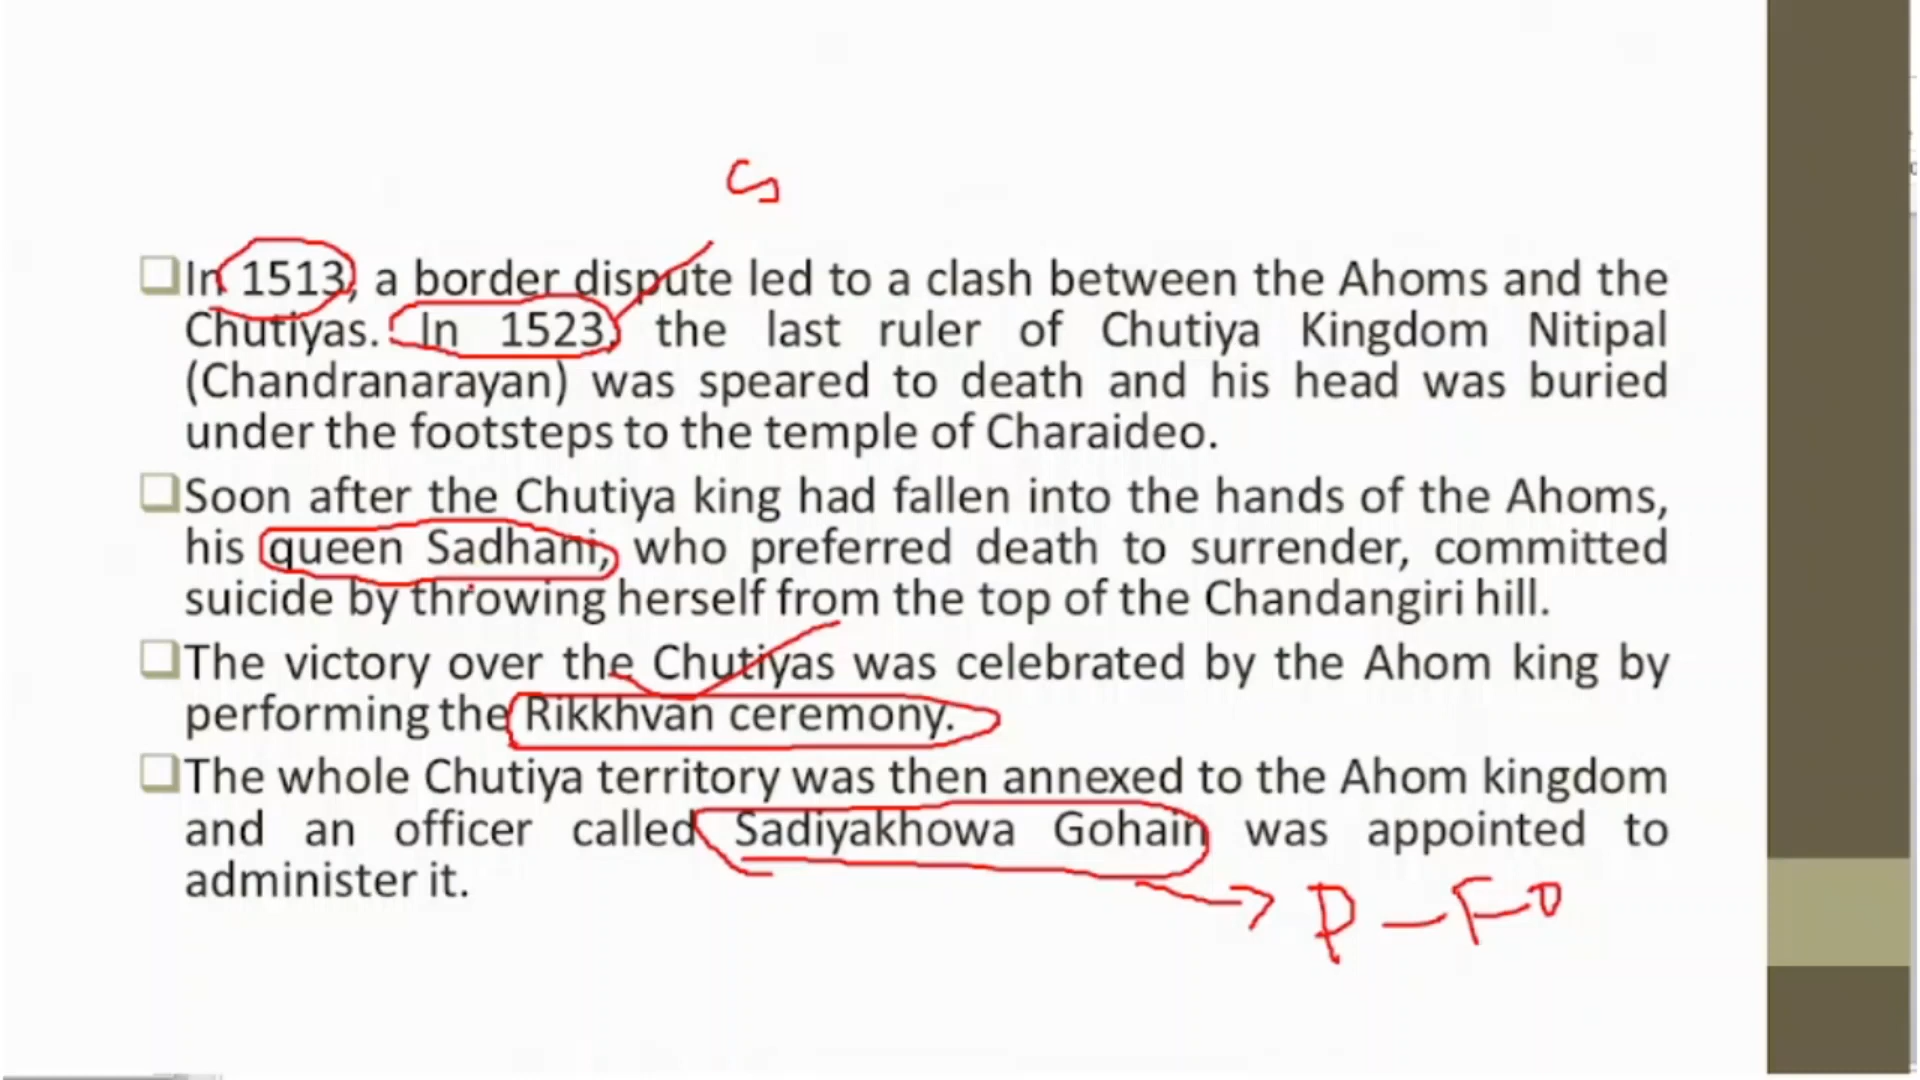 S
In 1513, a border dispute led to a clash between the Ahoms and the
Chutiyas. In 1523, the last ruler of Chutiya Kingdom Nitipal
(Chandranarayan) was speared to death and his head was buried
under the footsteps to the temple of Charaideo.
Soon after the Chutiya king had fallen into the hands of the Ahoms,
his queen Sadhani, who preferred death to surrender, committed
suicide by throwing herself from the top of the Chandangiri hill.
The victory over the Chutiyas was celebrated by the Ahom king by
performing the Rikkhvan ceremony.
The whole Chutiya territory was then annexed to the Ahom kingdom
and an officer called Sadiyakhowa Gohain was appointed to
administer it.
→ P – Fo